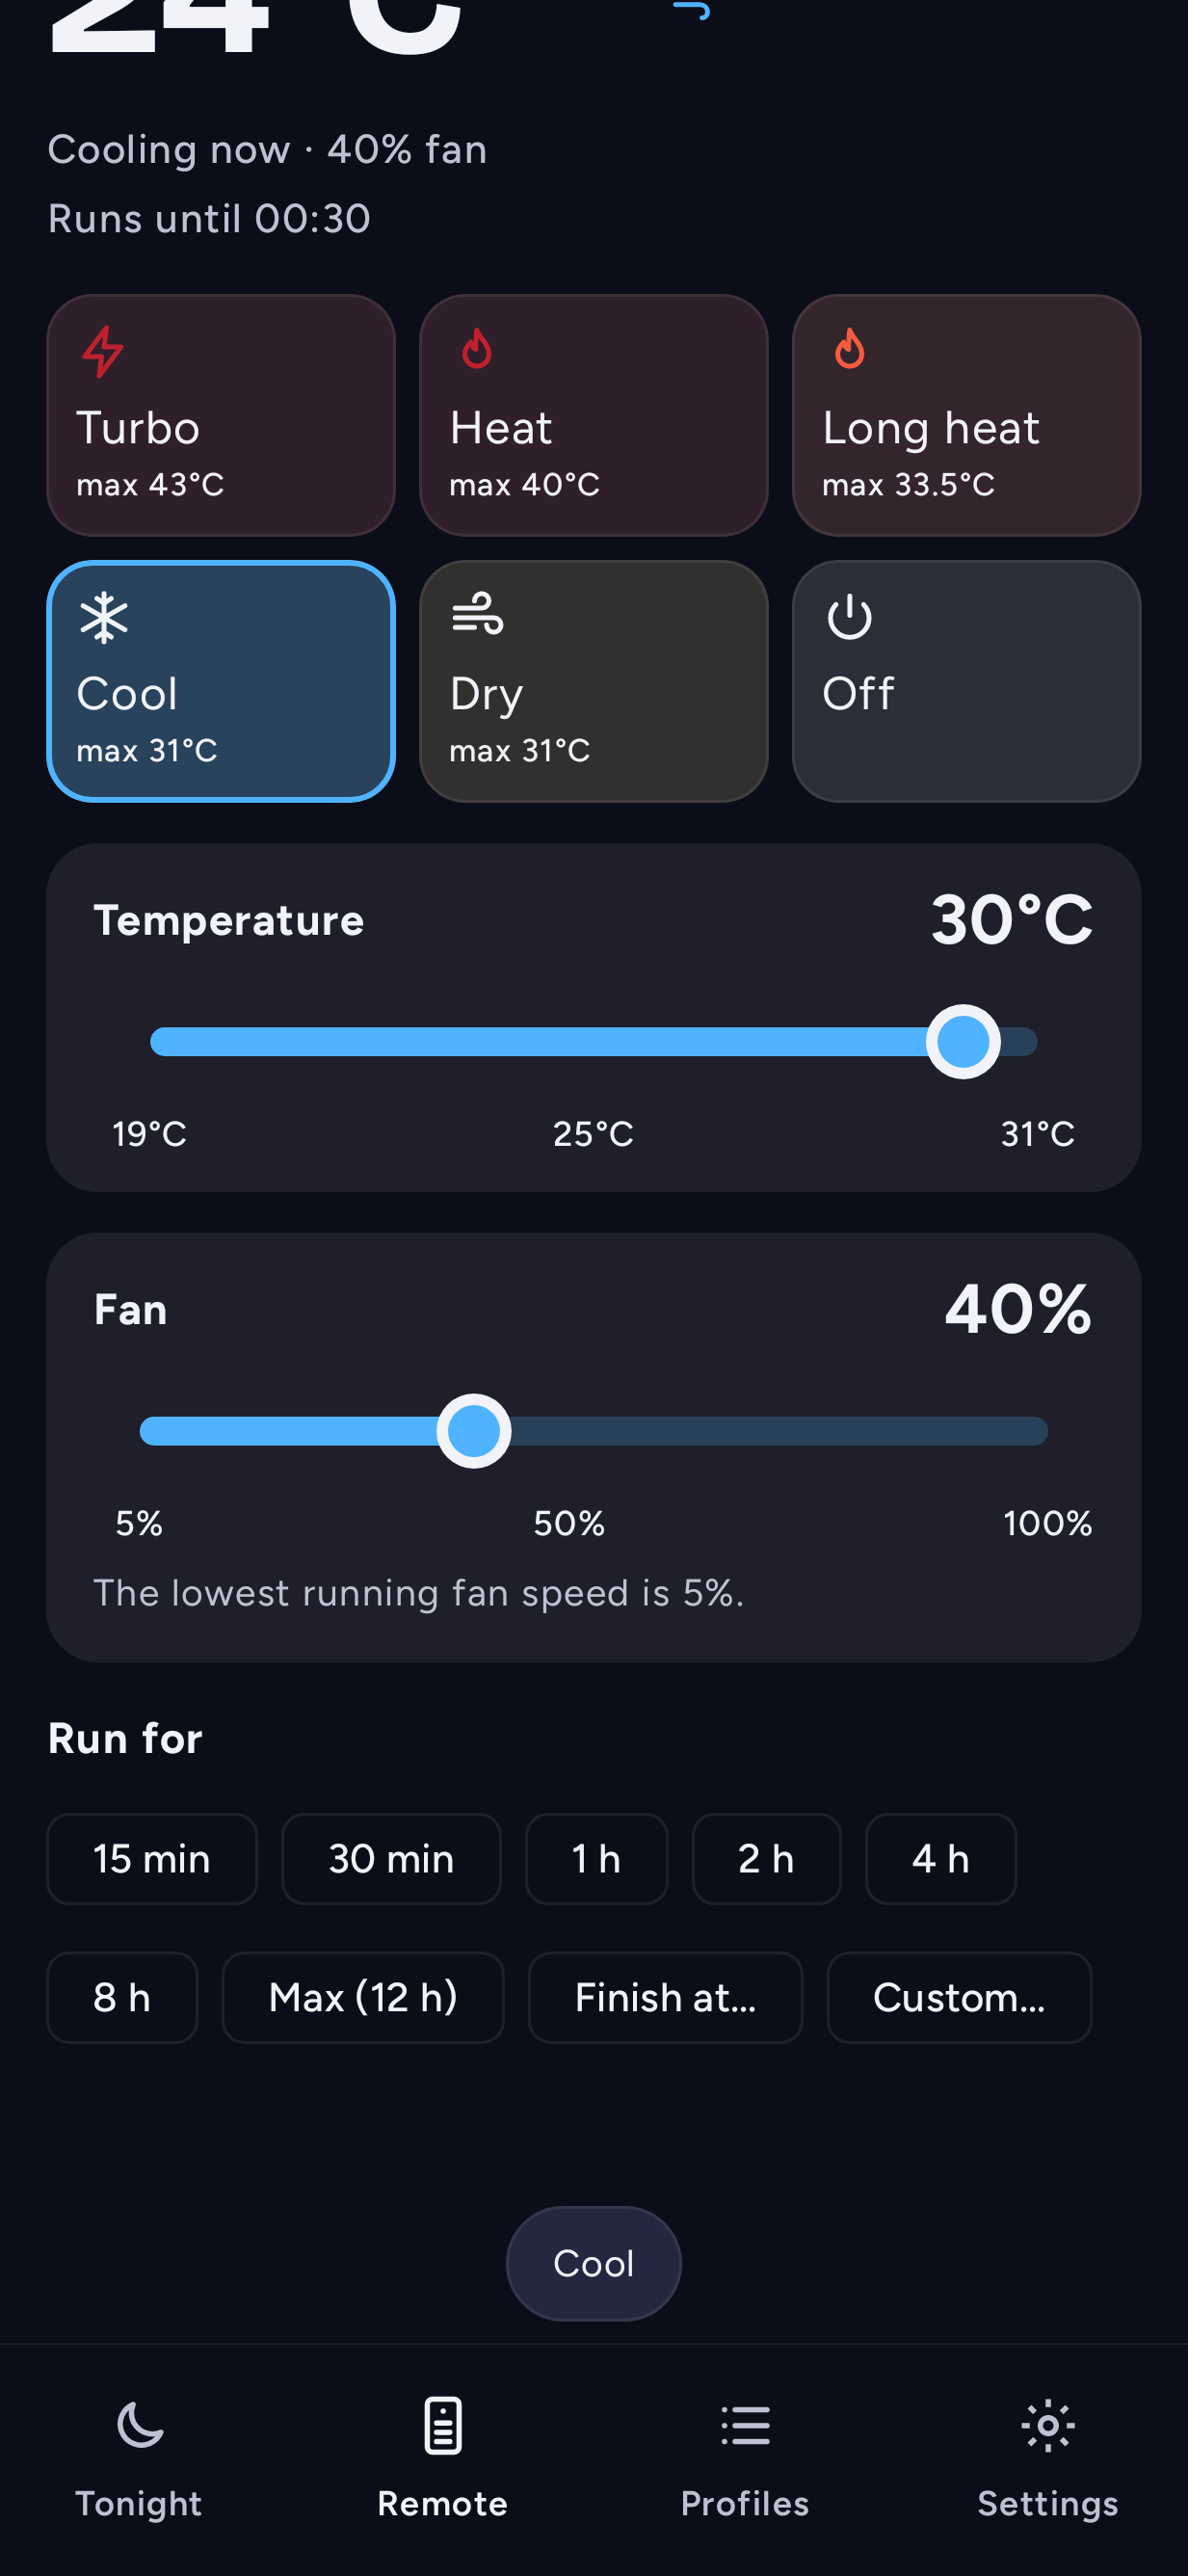 24°C
Cooling now · 40% fan
Runs until 00:30
Turbo
max 43°C
Heat
max 40°C
Long heat
max 33.5°C
Cool
max 31°C
Dry
max 31°C
Off
Temperature
30°C
19°C 25°C 31°C
Fan
40%
5% 50% 100%
The lowest running fan speed is 5%.
Run for
15 min 30 min 1 h 2 h 4 h
8 h Max (12 h) Finish at... Custom...
Cool
Tonight Remote Profiles Settings